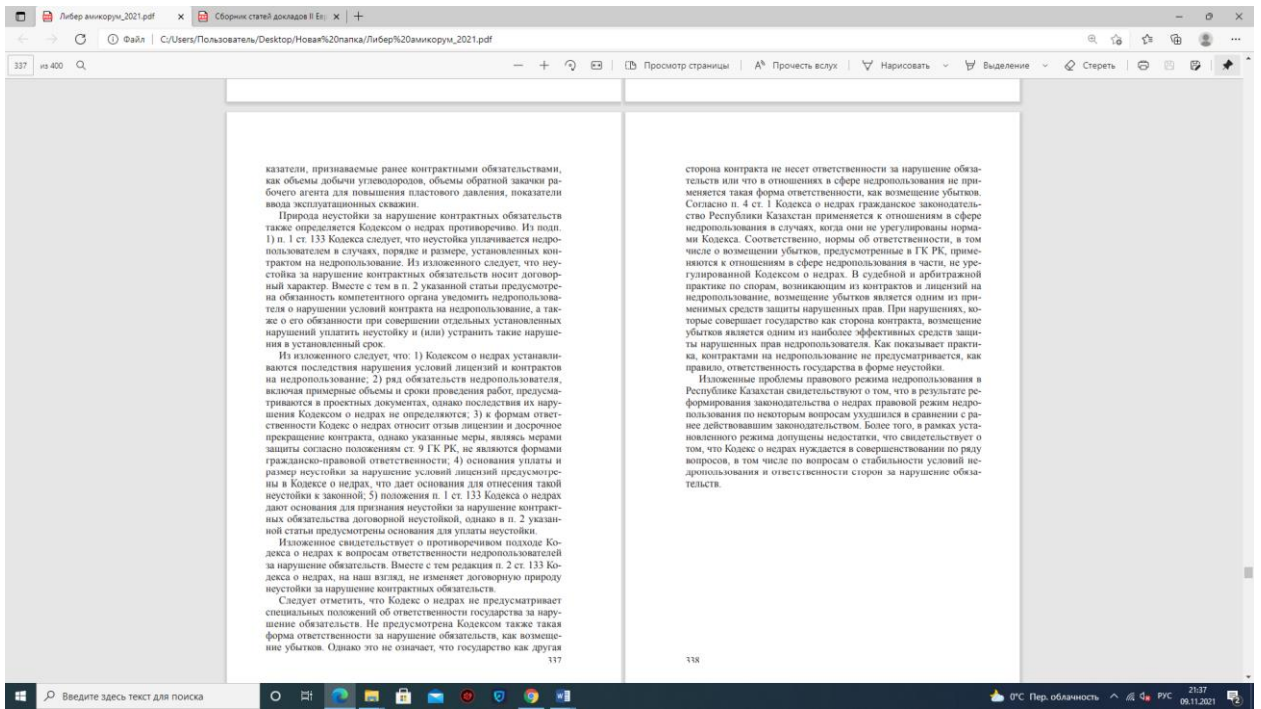 Либер амикорум_2021.pdf
Сборник статей докладов II Евр
Файл
C:/Users/Пользователь/Desktop/Новая%20папка/Либер%20амикорум_2021.pdf
337 из 400
Просмотр страницы
Прочесть вслух
Нарисовать
Выделение
Стереть
казатели, признаваемые ранее контрактными обязательствами,
как объемы добычи углеводородов, объемы обратной закачки ра-
бочего агента для повышения пластового давления, показатели
ввода эксплуатационных скважин.
Природа неустойки за нарушение контрактных обязательств
также определяется Кодексом о недрах противоречиво. Из подп.
1) п. 1 ст. 133 Кодекса следует, что неустойка уплачивается недро-
пользователем в случаях, порядке и размере, установленных кон-
трактом на недропользование. Из изложенного следует, что неу-
стойка за нарушение контрактных обязательств носит договор-
ный характер. Вместе с тем в п. 2 указанной статьи предусмотре-
на обязанность компетентного органа уведомить недропользова-
теля о нарушении условий контракта на недропользование, а так-
же о его обязанности при совершении отдельных установленных
нарушений уплатить неустойку и (или) устранить такие наруше-
ния в установленный срок.
Из изложенного следует, что: 1) Кодексом о недрах устанавли-
ваются последствия нарушения условий лицензий и контрактов
на недропользование; 2) ряд обязательств недропользователя,
включая примерные объемы и сроки проведения работ, предусма-
триваются в проектных документах, однако последствия их нару-
шения Кодексом о недрах не определяются; 3) к формам ответ-
ственности Кодекс о недрах относит отзыв лицензии и досрочное
прекращение контракта, однако указанные меры, являясь мерами
защиты согласно положениям ст. 9 ГК РК, не являются формами
гражданско-правовой ответственности; 4) основания уплаты и
размер неустойки за нарушение условий лицензий предусмотре-
ны в Кодексе о недрах, что дает основания для отнесения такой
неустойки к законной; 5) положения п. 1 ст. 133 Кодекса о недрах
дают основания для признания неустойки за нарушение контракт-
ных обязательства договорной неустойкой, однако в п. 2 указан-
ной статьи предусмотрены основания для уплаты неустойки.
Изложенное свидетельствует о противоречивом подходе Ко-
декса о недрах к вопросам ответственности недропользователей
за нарушение обязательств. Вместе с тем редакция п. 2 ст. 133 Ко-
декса о недрах, на наш взгляд, не изменяет договорную природу
неустойки за нарушение контрактных обязательств.
Следует отметить, что Кодекс о недрах не предусматривает
специальных положений об ответственности государства за нару-
шение обязательств. Не предусмотрена Кодексом также такая
форма ответственности за нарушение обязательств, как возмеще-
ние убытков. Однако это не означает, что государство как другая
337
сторона контракта не несет ответственности за нарушение обяза-
тельств или что в отношениях в сфере недропользования не при-
меняется такая форма ответственности, как возмещение убытков.
Согласно п. 4 ст. 1 Кодекса о недрах гражданское законодатель-
ство Республики Казахстан применяется к отношениям в сфере
недропользования в случаях, когда они не урегулированы норма-
ми Кодекса. Соответственно, нормы об ответственности, в том
числе о возмещении убытков, предусмотренные в ГК РК, приме-
няются к отношениям в сфере недропользования в части, не уре-
гулированной Кодексом о недрах. В судебной и арбитражной
практике по спорам, возникающим из контрактов и лицензий на
недропользование, возмещение убытков является одним из при-
менимых средств защиты нарушенных прав. При нарушениях, ко-
торые совершает государство как сторона контракта, возмещение
убытков является одним из наиболее эффективных средств защи-
ты нарушенных прав недропользователя. Как показывает практи-
ка, контрактами на недропользование не предусматривается, как
правило, ответственность государства в форме неустойки.
Изложенные проблемы правового режима недропользования в
Республике Казахстан свидетельствуют о том, что в результате ре-
формирования законодательства о недрах правовой режим недро-
пользования по некоторым вопросам ухудшился в сравнении с ра-
нее действовавшим законодательством. Более того, в рамках уста-
новленного режима допущены недостатки, что свидетельствует о
том, что Кодекс о недрах нуждается в совершенствовании по ряду
вопросов, в том числе по вопросам о стабильности условий не-
дропользования и ответственности сторон за нарушение обяза-
тельств.
338
Введите здесь текст для поиска
0°C Пер. облачность
РУС
21:37
09.11.2021